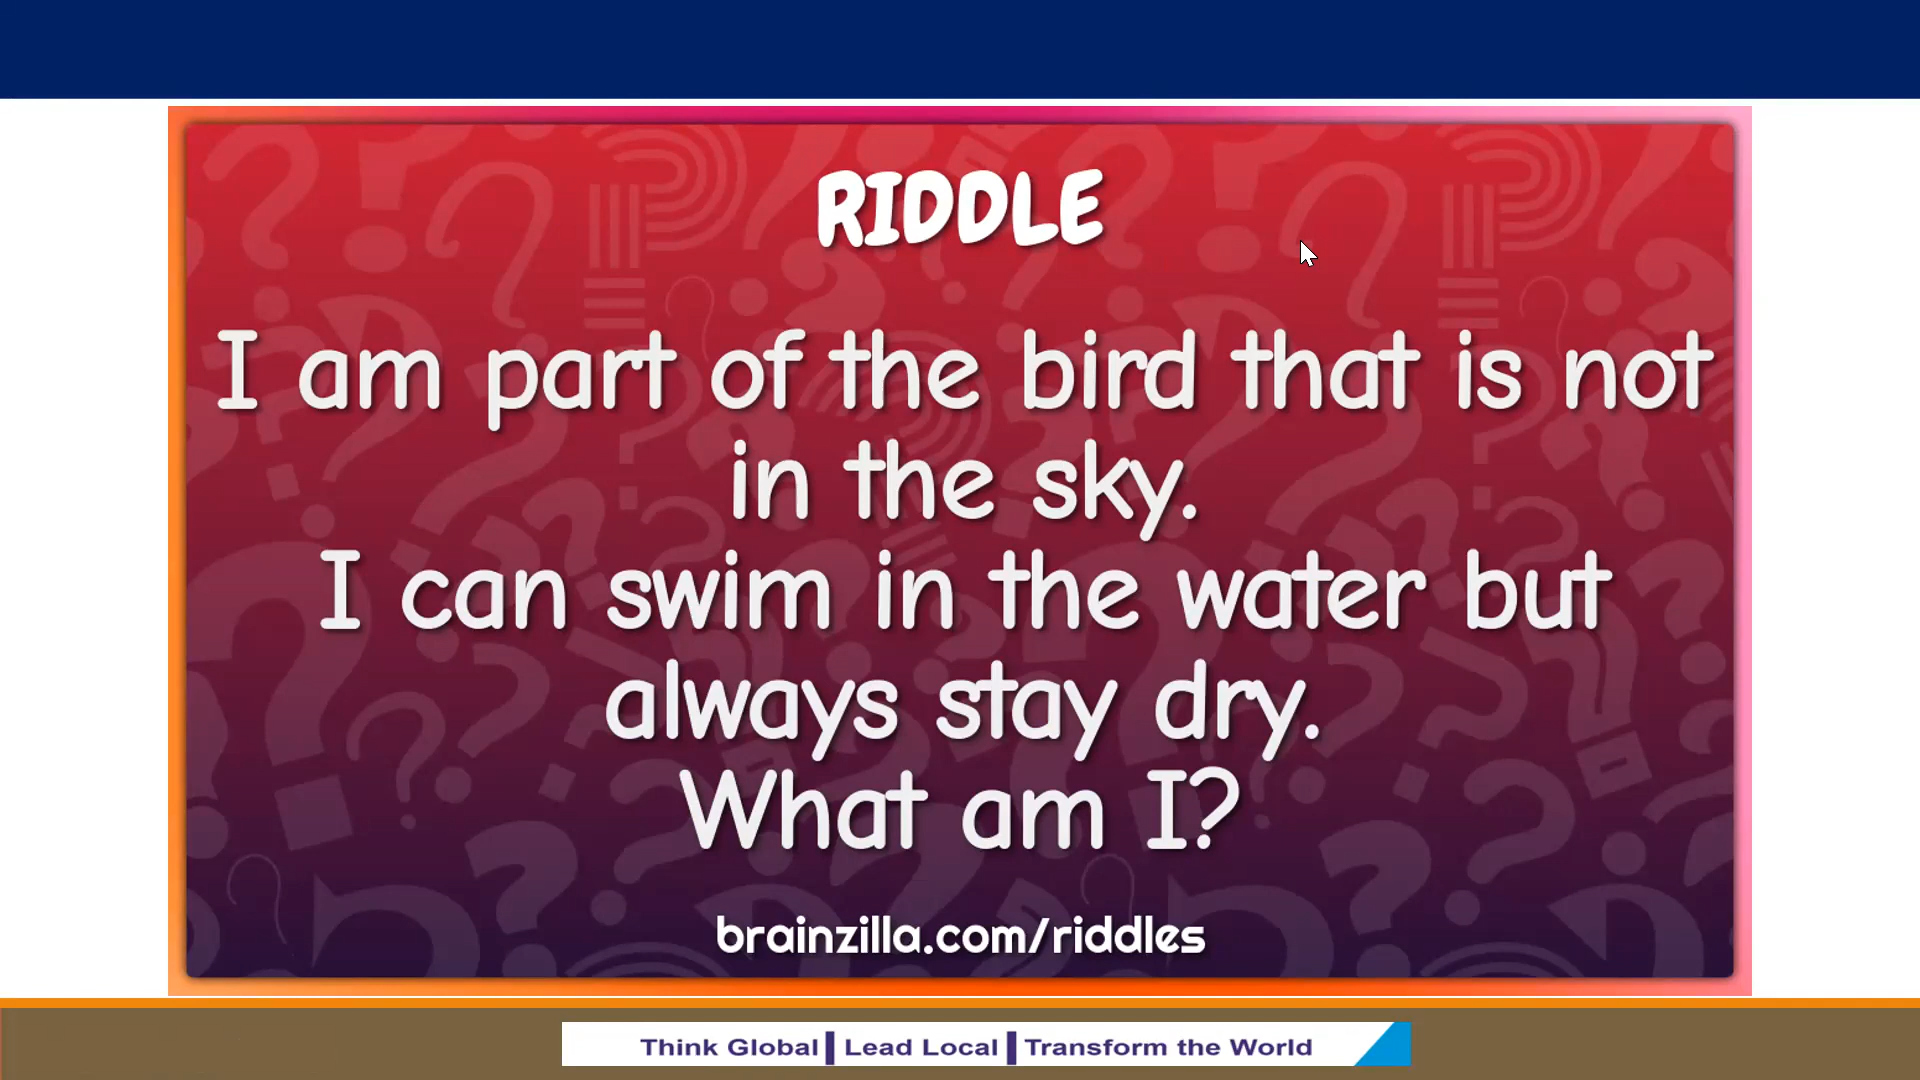 RIDDLE
I am part of the bird that is not
in the sky.
I can swim in the water but
always stay dry.
What am I?
brainzilla.com/riddles
Think Global | Lead Local | Transform the World